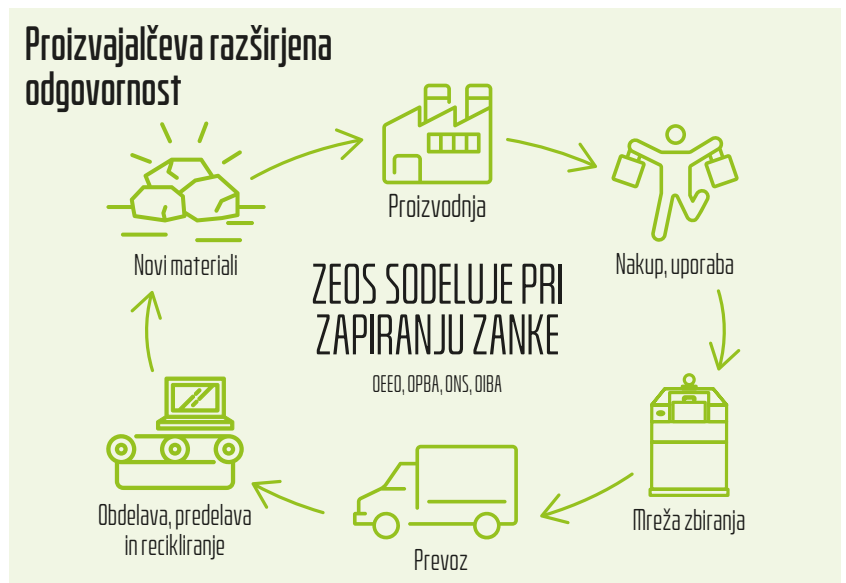 Proizvajalčeva razširjena
odgovornost
Proizvodnja
Novi materiali
Nakup, uporaba
ZEOS SODELUJE PRI
ZAPIRANJU ZANKE
OEEO, OPBA, ONS, OIBA
Obdelava, predelava
in recikliranje
Prevoz
Mreža zbiranja